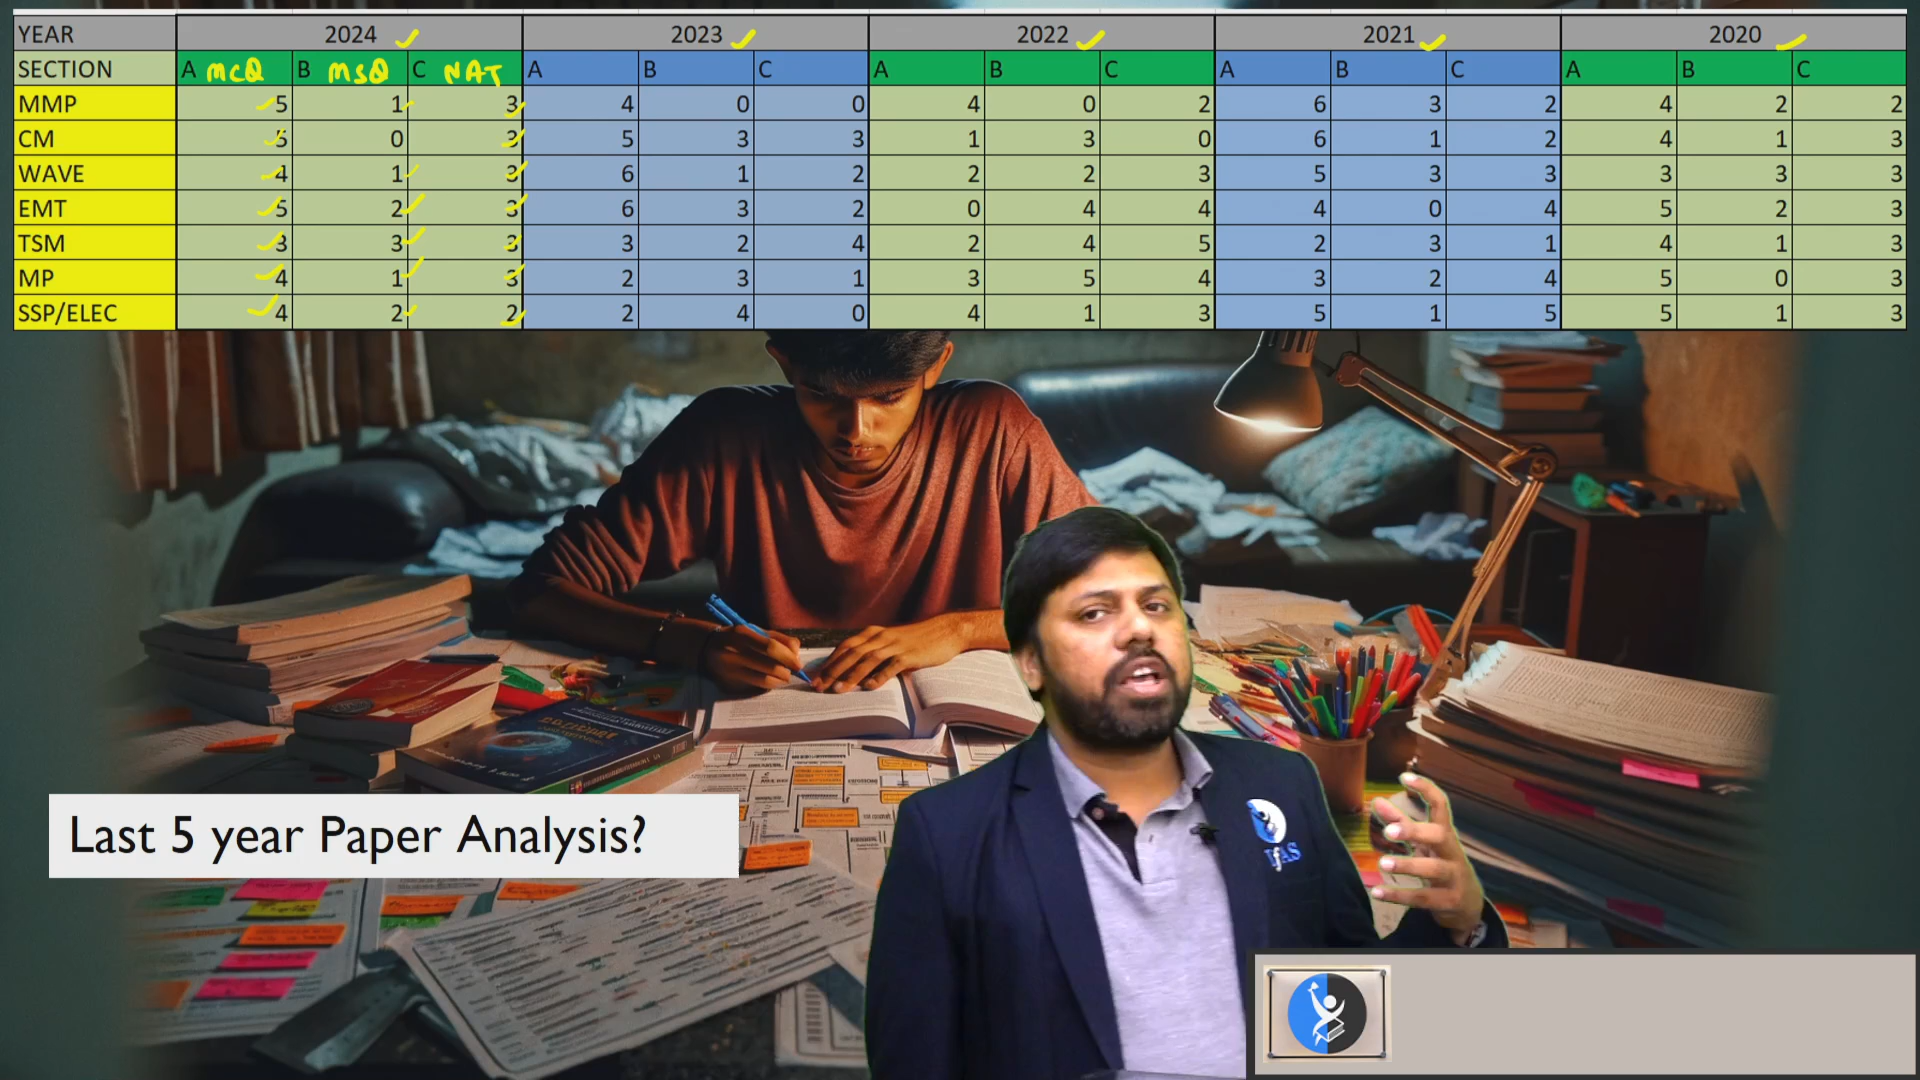 YEAR 2024 2023 2022 2021 2020
SECTION A MCQ B MSQ C NAT A B C A B C A B C A B C
MMP 5 1 3 4 0 0 4 0 2 6 3 2 4 2 2
CM 5 0 3 5 3 3 1 3 0 6 1 2 4 1 3
WAVE 4 1 3 6 1 2 2 2 3 5 3 3 3 3 3
EMT 5 2 3 6 3 2 0 4 4 4 0 4 5 2 3
TSM 3 3 3 3 2 4 2 4 5 2 3 1 4 1 3
MP 4 1 3 2 3 1 3 5 4 3 2 4 5 0 3
SSP/ELEC 4 2 2 2 4 0 4 1 3 5 1 5 5 1 3
Last 5 year Paper Analysis?
IFAS